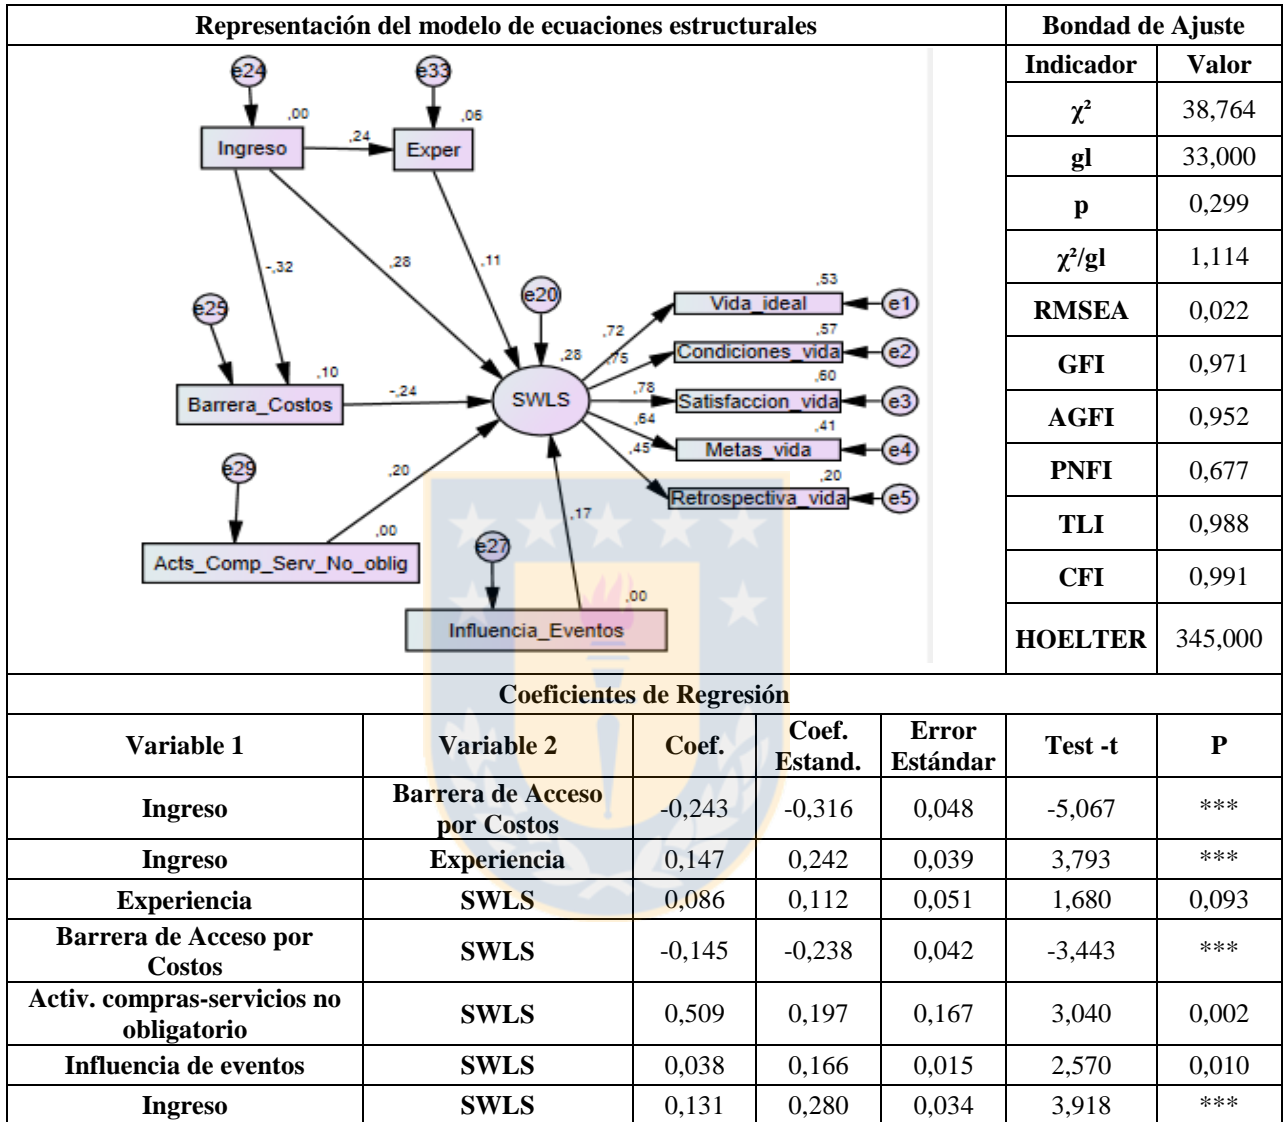 Representación del modelo de ecuaciones estructurales
Bondad de Ajuste
Indicador Valor
χ² 38,764
gl 33,000
p 0,299
χ²/gl 1,114
RMSEA 0,022
GFI 0,971
AGFI 0,952
PNFI 0,677
TLI 0,988
CFI 0,991
HOELTER 345,000
e24 e33
,00 ,06
Ingreso ,24 Exper
-,32 ,28 ,11
e25 e20
,53
Vida_ideal e1
,72
,57
,28 ,75 Condiciones_vida e2
,10
,60
Barrera_Costos -,24 SWLS ,78 Satisfaccion_vida e3
,64 ,41
,45 Metas_vida e4
e29 ,20
,20
Retrospectiva_vida e5
,17
,00
Acts_Comp_Serv_No_oblig
e27
,00
Influencia_Eventos
Coeficientes de Regresión
Variable 1 Variable 2 Coef. Coef. Estand. Error Estándar Test -t P
Ingreso Barrera de Acceso por Costos -0,243 -0,316 0,048 -5,067 ***
Ingreso Experiencia 0,147 0,242 0,039 3,793 ***
Experiencia SWLS 0,086 0,112 0,051 1,680 0,093
Barrera de Acceso por Costos SWLS -0,145 -0,238 0,042 -3,443 ***
Activ. compras-servicios no obligatorio SWLS 0,509 0,197 0,167 3,040 0,002
Influencia de eventos SWLS 0,038 0,166 0,015 2,570 0,010
Ingreso SWLS 0,131 0,280 0,034 3,918 ***